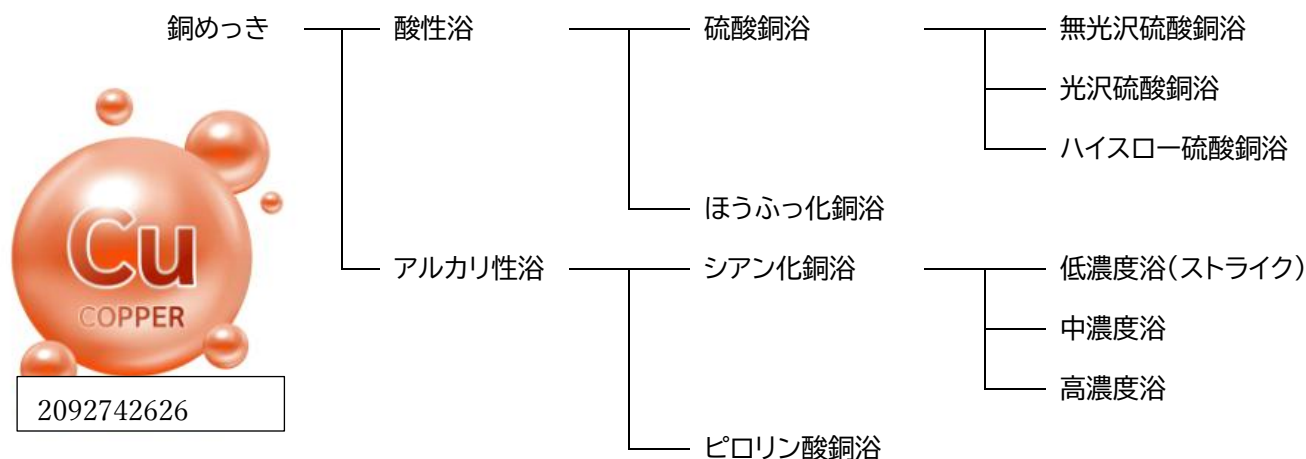 銅めっき 酸性浴 硫酸銅浴 無光沢硫酸銅浴
光沢硫酸銅浴
ハイスロー硫酸銅浴
ほうふっ化銅浴
アルカリ性浴 シアン化銅浴 低濃度浴(ストライク)
中濃度浴
高濃度浴
ピロリン酸銅浴
Cu
COPPER
2092742626